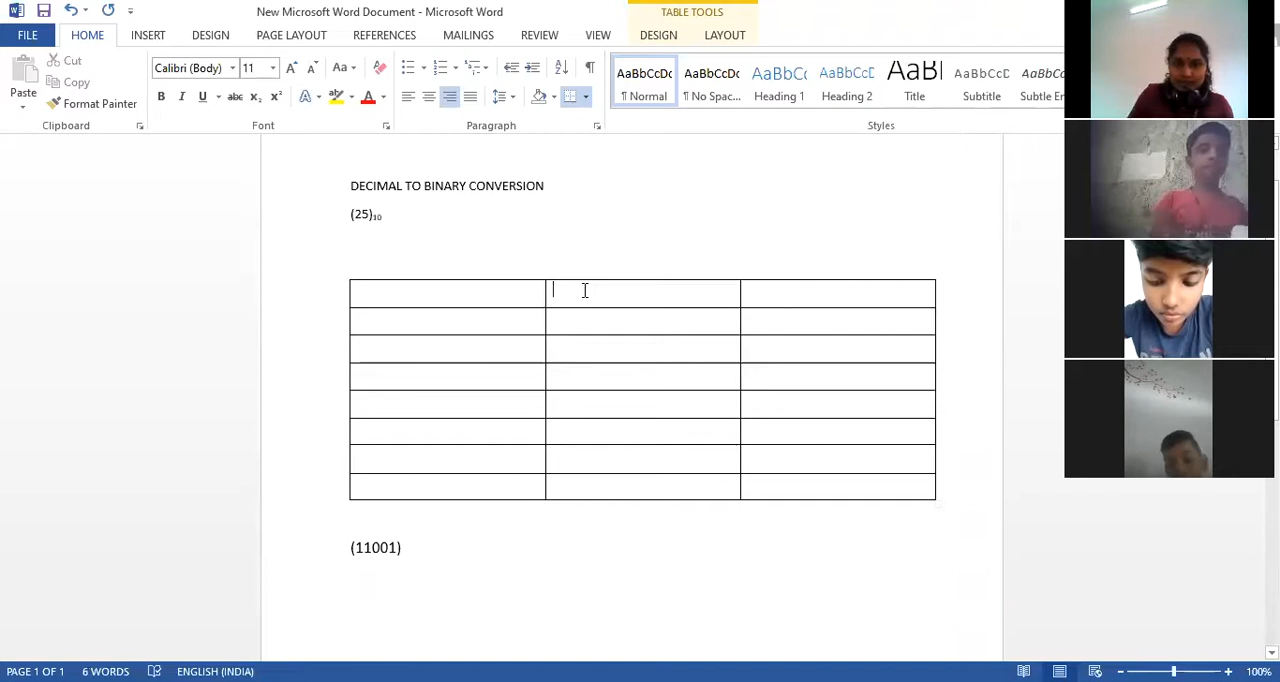 New Microsoft Word Document - Microsoft Word
TABLE TOOLS
FILE
HOME
INSERT
DESIGN
PAGE LAYOUT
REFERENCES
MAILINGS
REVIEW
VIEW
DESIGN
LAYOUT
Paste
Cut
Copy
Format Painter
Clipboard
Calibri (Body)
11
Font
Paragraph
AaBbCcDc
¶ Normal
AaBbCcDc
¶ No Spac...
AaBbCc
Heading 1
AaBbCcD
Heading 2
AaBl
Title
AaBbCcD
Subtitle
AaBbCcD
Subtle Em
Styles
DECIMAL TO BINARY CONVERSION
(25)₁₀
(11001)
PAGE 1 OF 1
6 WORDS
ENGLISH (INDIA)
100%